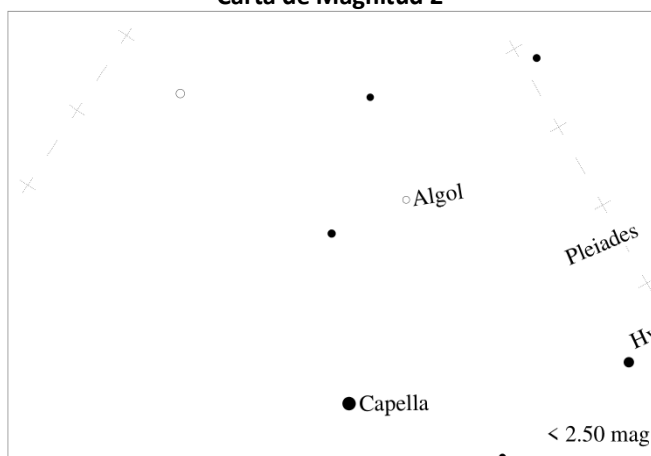 Carta de Magnitud 2
Algol
Pleiades
Capella
< 2.50 mag